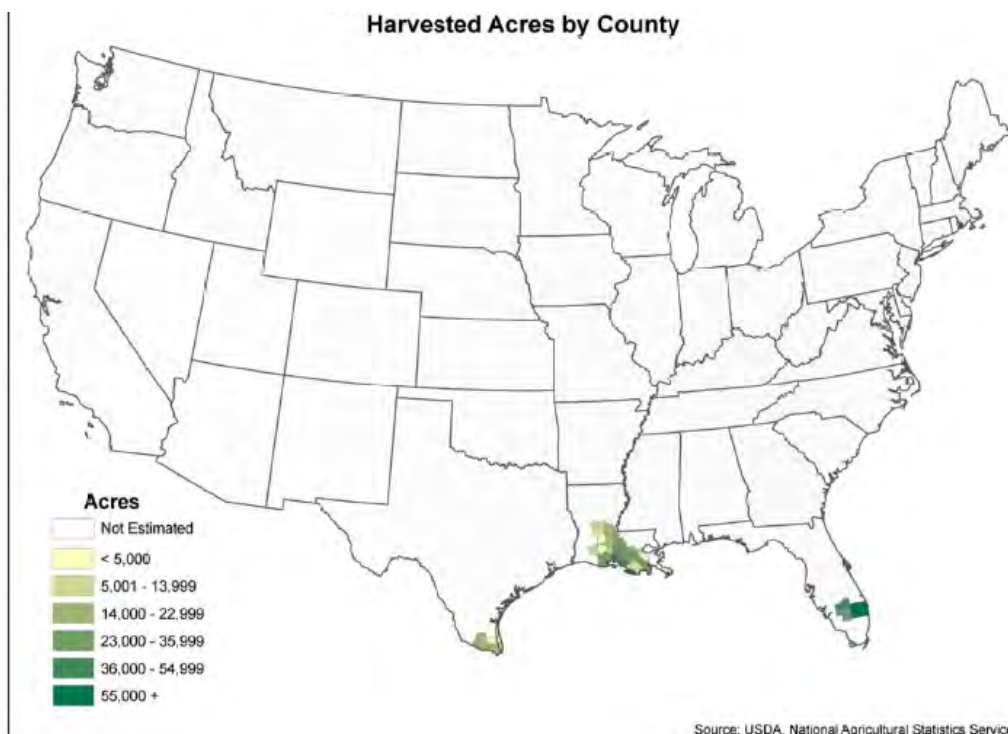 Harvested Acres by County
Acres
Not Estimated
< 5,000
5,001 - 13,999
14,000 - 22,999
23,000 - 35,999
36,000 - 54,999
55,000 +
Source: USDA, National Agricultural Statistics Service